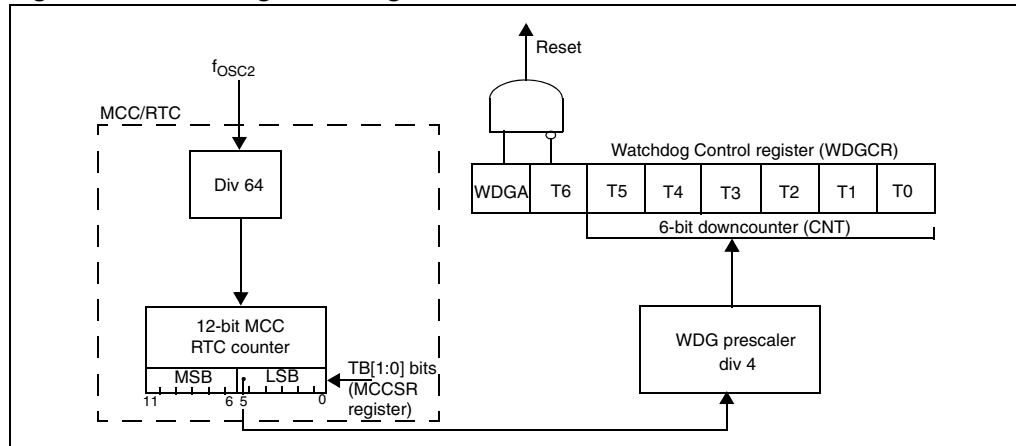 Reset
fOSC2
MCC/RTC
Div 64
Watchdog Control register (WDGCR)
WDGA T6 T5 T4 T3 T2 T1 T0
6-bit downcounter (CNT)
12-bit MCC
RTC counter
MSB LSB
11 6 5 0
TB[1:0] bits
(MCCSR
register)
WDG prescaler
div 4